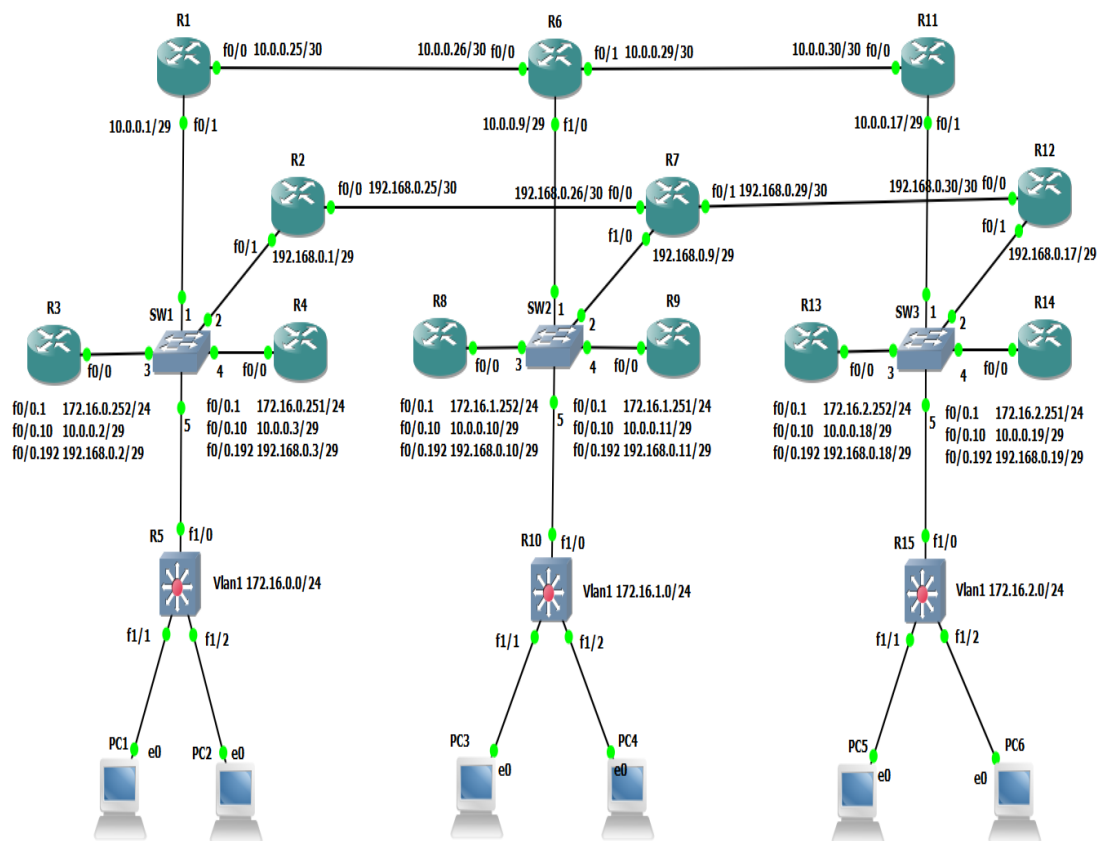 R1
R6
R11
f0/0 10.0.0.25/30
10.0.0.26/30 f0/0
f0/1 10.0.0.29/30
10.0.0.30/30 f0/0
10.0.0.1/29 f0/1
10.0.0.9/29 f1/0
10.0.0.17/29 f0/1
R2
R7
R12
f0/0 192.168.0.25/30
192.168.0.26/30 f0/0
f0/1 192.168.0.29/30
192.168.0.30/30 f0/0
f0/1
192.168.0.1/29
f1/0
192.168.0.9/29
f0/1
192.168.0.17/29
R3
SW1
1
2
R4
f0/0
3
4
f0/0
5
R8
SW2
1
2
R9
f0/0
3
4
f0/0
5
R13
SW3
1
2
R14
f0/0
3
4
f0/0
5
f0/0.1 172.16.0.252/24
f0/0.10 10.0.0.2/29
f0/0.192 192.168.0.2/29
f0/0.1 172.16.0.251/24
f0/0.10 10.0.0.3/29
f0/0.192 192.168.0.3/29
f0/0.1 172.16.1.252/24
f0/0.10 10.0.0.10/29
f0/0.192 192.168.0.10/29
f0/0.1 172.16.1.251/24
f0/0.10 10.0.0.11/29
f0/0.192 192.168.0.11/29
f0/0.1 172.16.2.252/24
f0/0.10 10.0.0.18/29
f0/0.192 192.168.0.18/29
f0/0.1 172.16.2.251/24
f0/0.10 10.0.0.19/29
f0/0.192 192.168.0.19/29
R5
f1/0
Vlan1 172.16.0.0/24
f1/1
f1/2
R10
f1/0
Vlan1 172.16.1.0/24
f1/1
f1/2
R15
f1/0
Vlan1 172.16.2.0/24
f1/1
f1/2
PC1
e0
PC2
e0
PC3
e0
PC4
e0
PC5
e0
PC6
e0